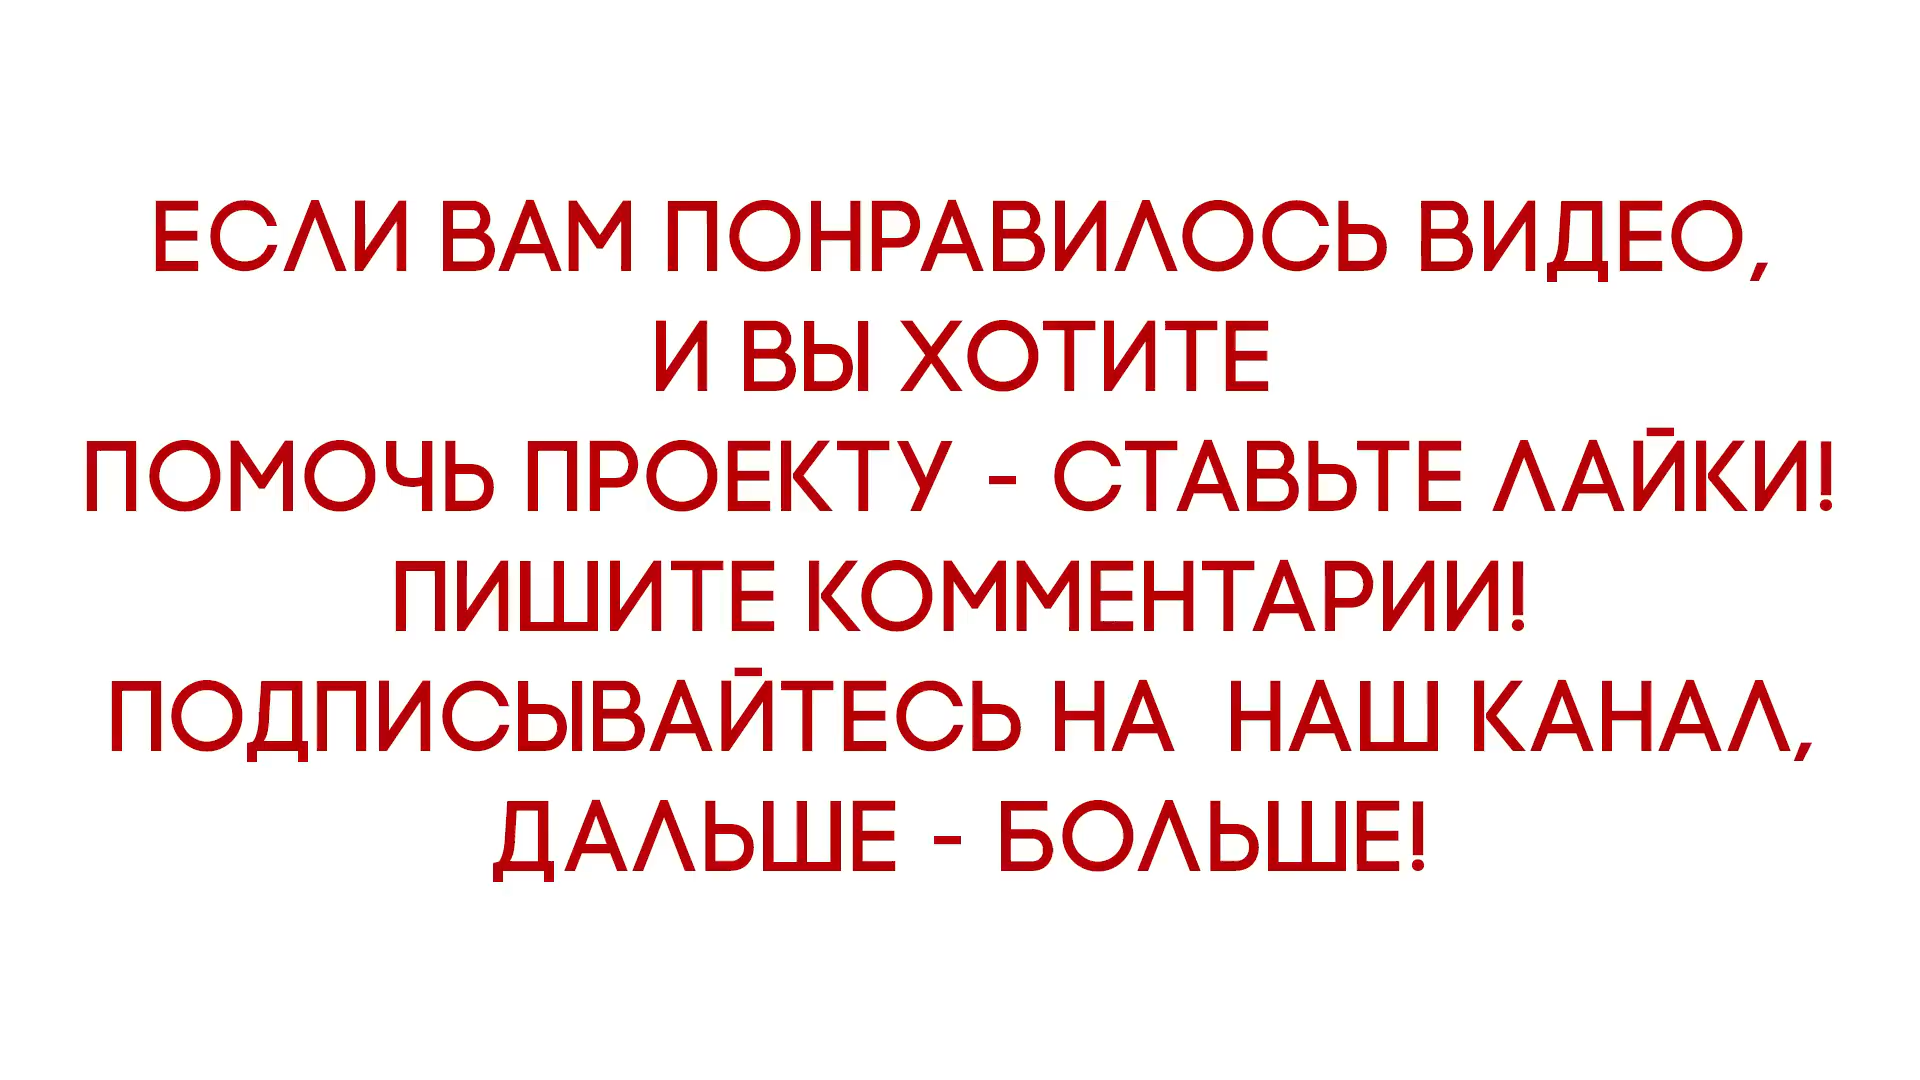 ЕСЛИ ВАМ ПОНРАВИЛОСЬ ВИДЕО,
И ВЫ ХОТИТЕ
ПОМОЧЬ ПРОЕКТУ - СТАВЬТЕ ЛАЙКИ!
ПИШИТЕ КОММЕНТАРИИ!
ПОДПИСЫВАЙТЕСЬ НА  НАШ КАНАЛ,
ДАЛЬШЕ - БОЛЬШЕ!